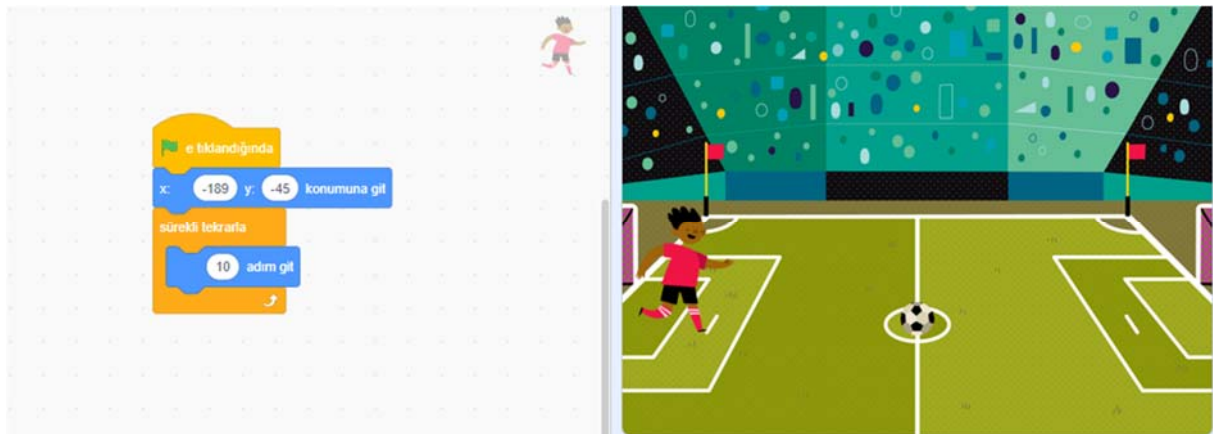 e tıklandığında
x: -189 y: -45 konumuna git
sürekli tekrarla
10 adım git